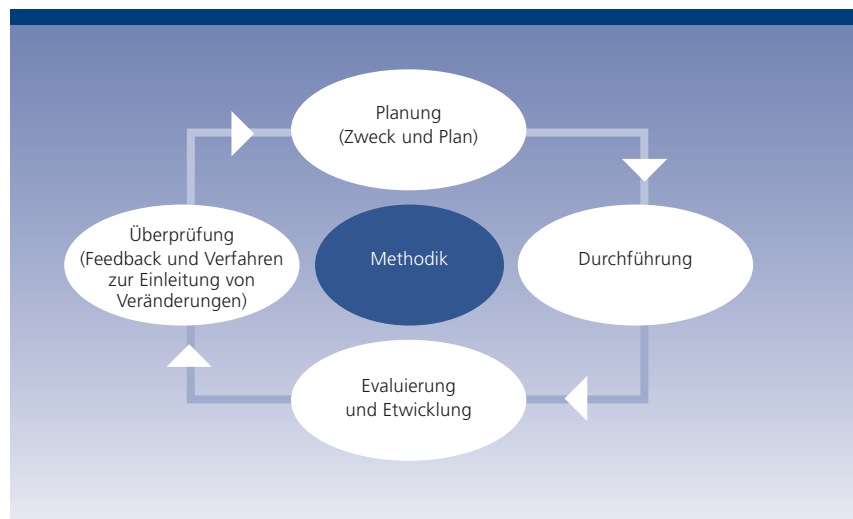 Planung
(Zweck und Plan)
Überprüfung
(Feedback und Verfahren
zur Einleitung von
Veränderungen)
Methodik
Durchführung
Evaluierung
und Etwicklung